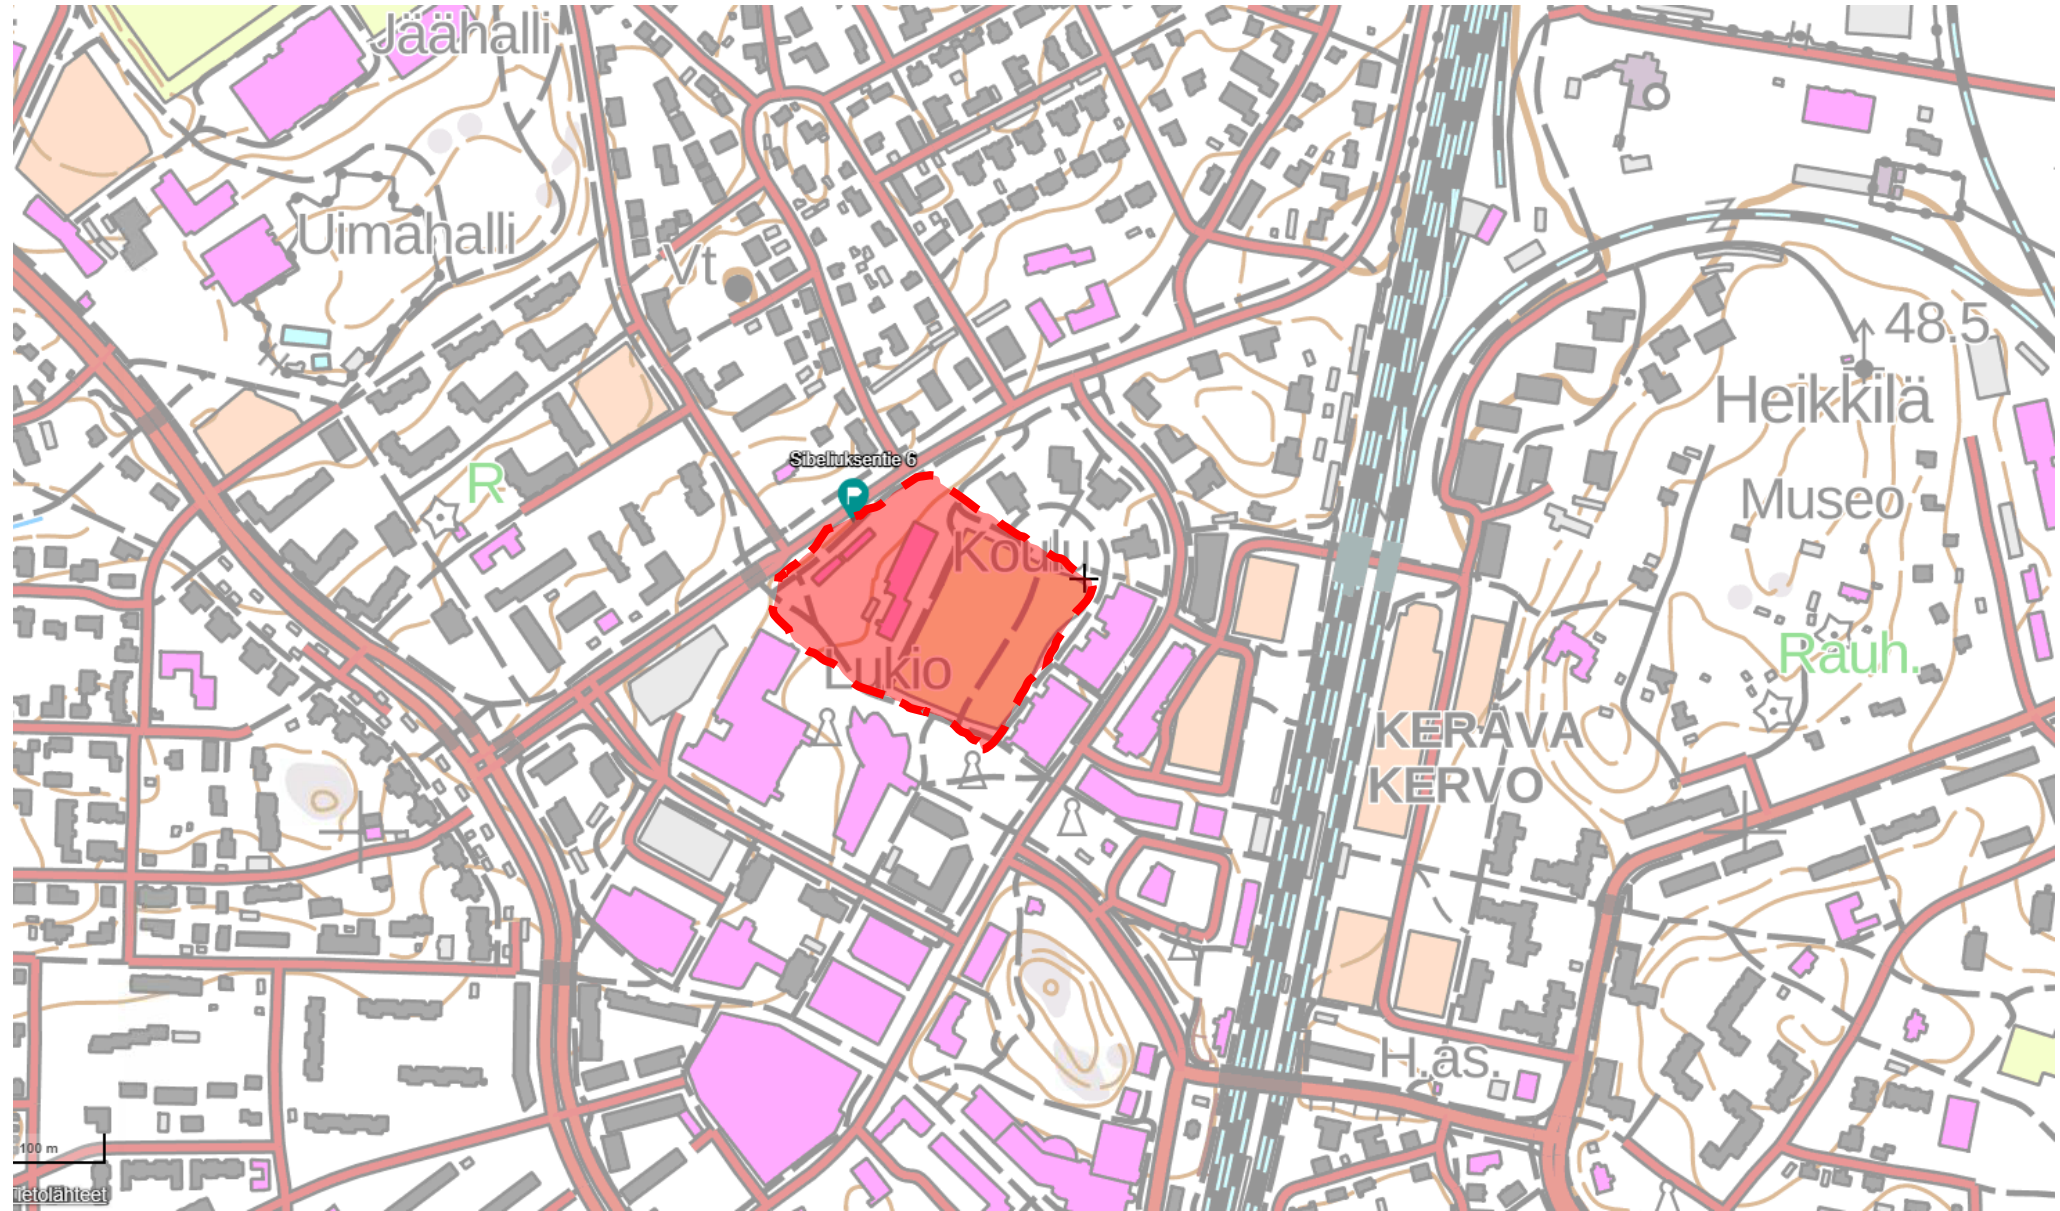 Jäähalli
Uimahalli
Vt
48.5
Heikkilä
Sibeliuksentie 6
R
Museo
Koulu
Rauh.
Lukio
KERAVA
KERVO
H.as.
100 m
Tietolähteet